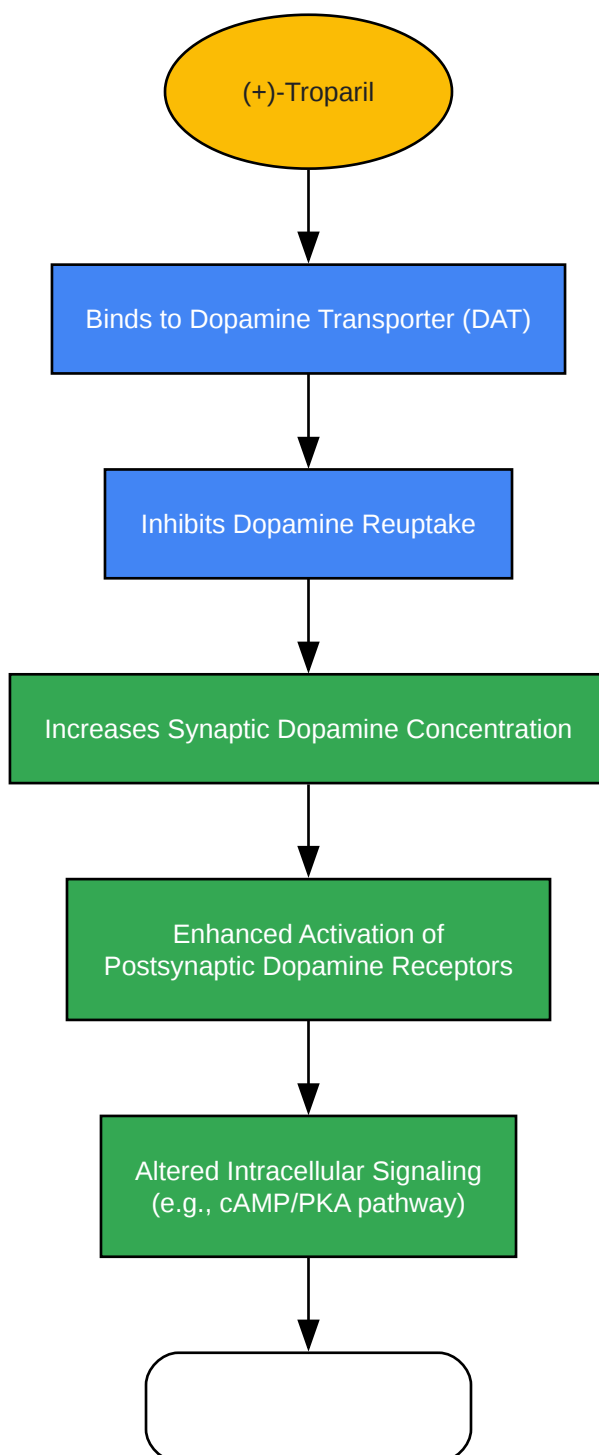 (+)-Troparil
Binds to Dopamine Transporter (DAT)
Inhibits Dopamine Reuptake
Increases Synaptic Dopamine Concentration
Enhanced Activation of
Postsynaptic Dopamine Receptors
Altered Intracellular Signaling
(e.g., cAMP/PKA pathway)